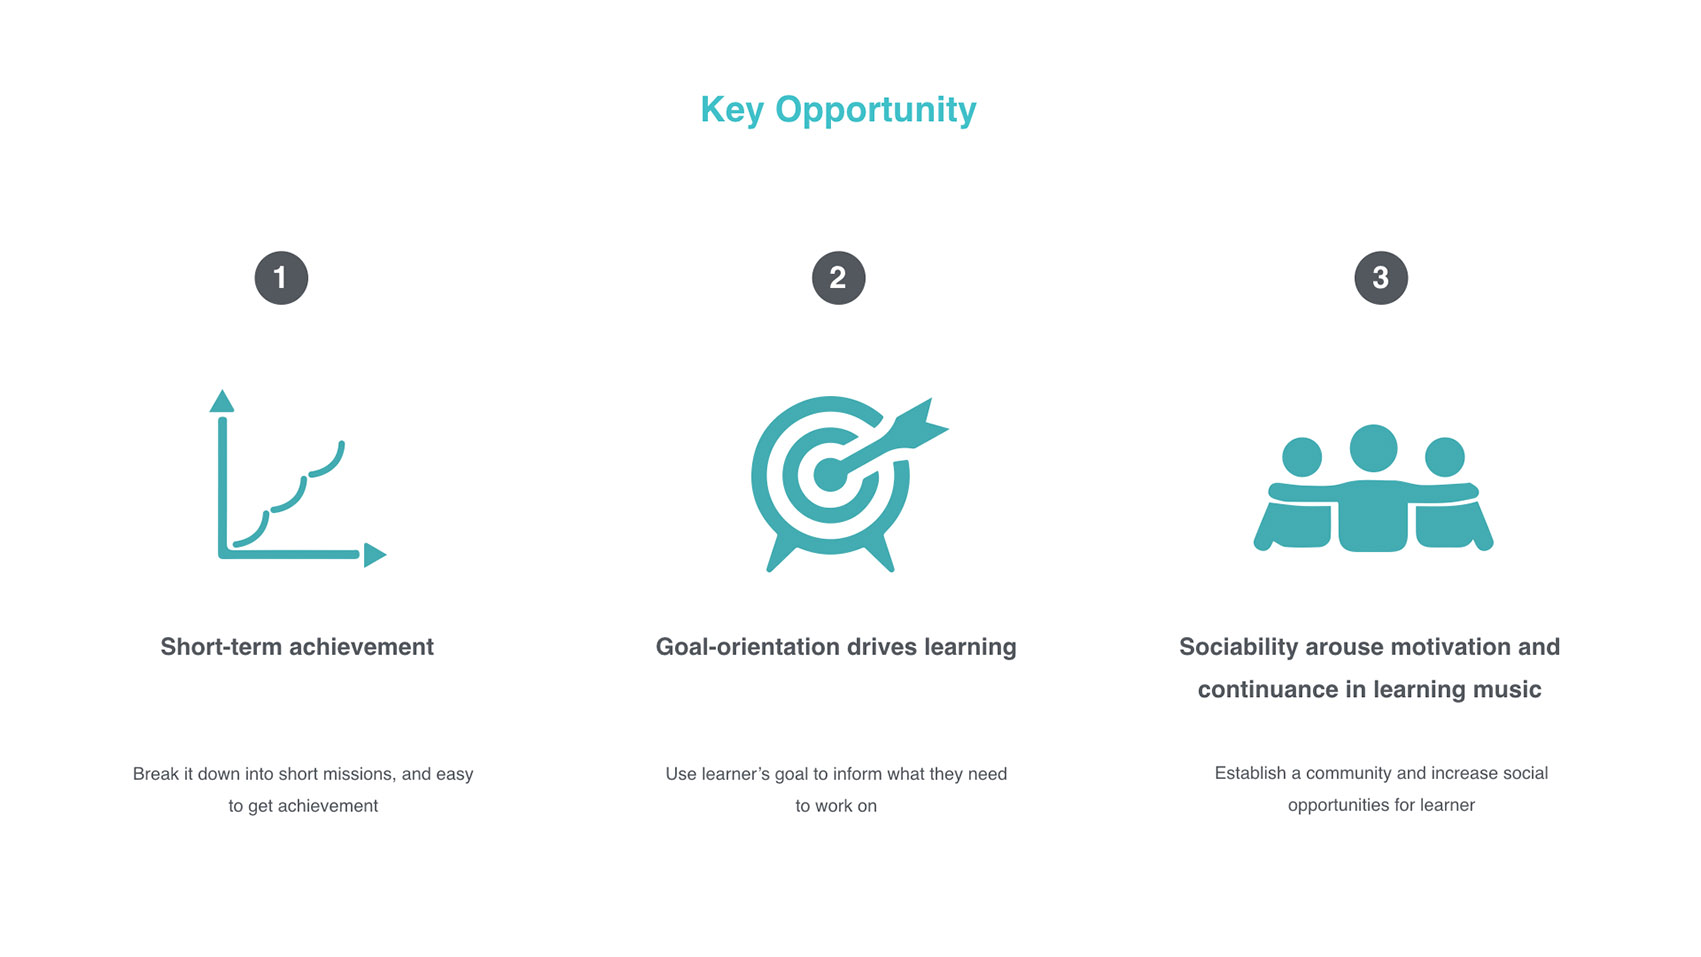 Key Opportunity
1
2
3
Short-term achievement
Goal-orientation drives learning
Sociability arouse motivation and
continuance in learning music
Break it down into short missions, and easy
to get achievement
Use learner’s goal to inform what they need
to work on
Establish a community and increase social
opportunities for learner